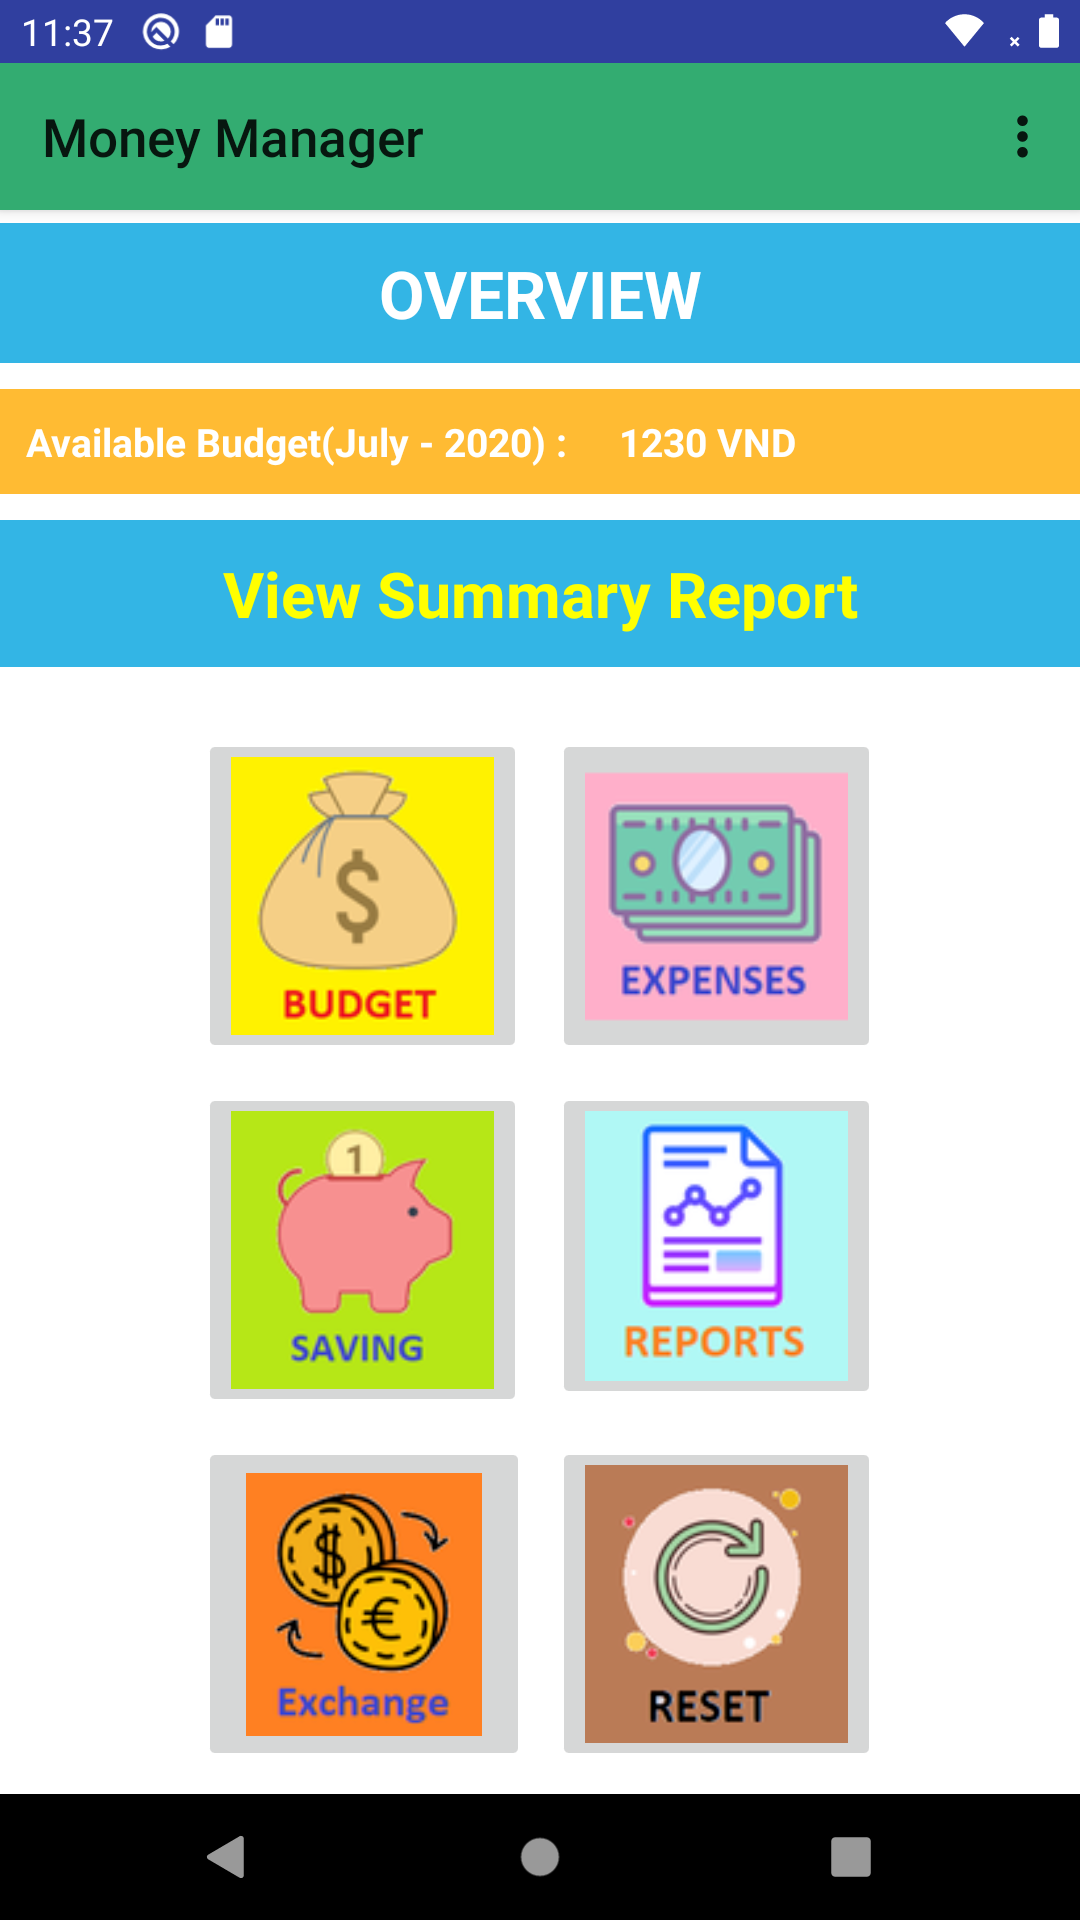 11:37
Money Manager
OVERVIEW
Available Budget(July - 2020) : 1230 VND
View Summary Report
$
BUDGET
EXPENSES
1
SAVING
REPORTS
$
€
Exchange
RESET